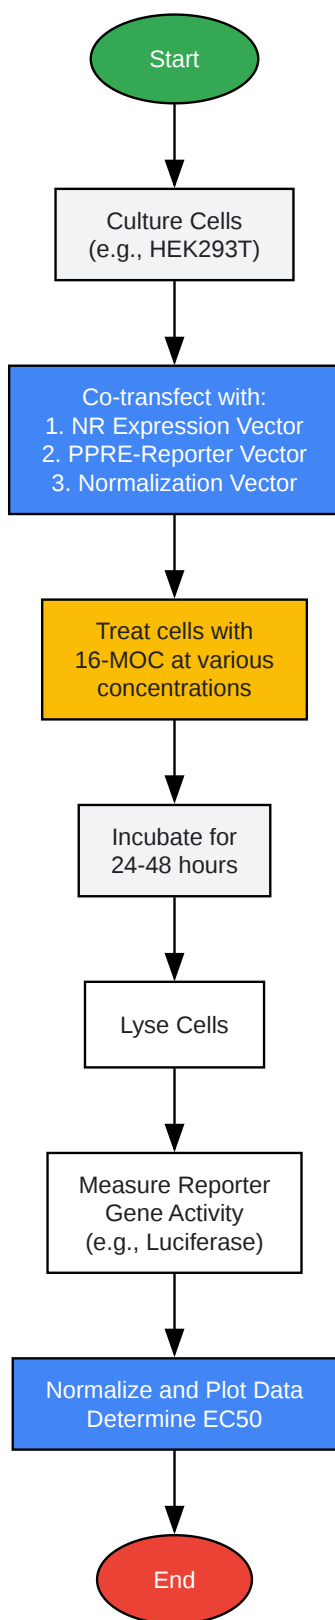 Start
Culture Cells
(e.g., HEK293T)
Co-transfect with:
1. NR Expression Vector
2. PPRE-Reporter Vector
3. Normalization Vector
Treat cells with
16-MOC at various
concentrations
Incubate for
24-48 hours
Lyse Cells
Measure Reporter
Gene Activity
(e.g., Luciferase)
Normalize and Plot Data
Determine EC50
End